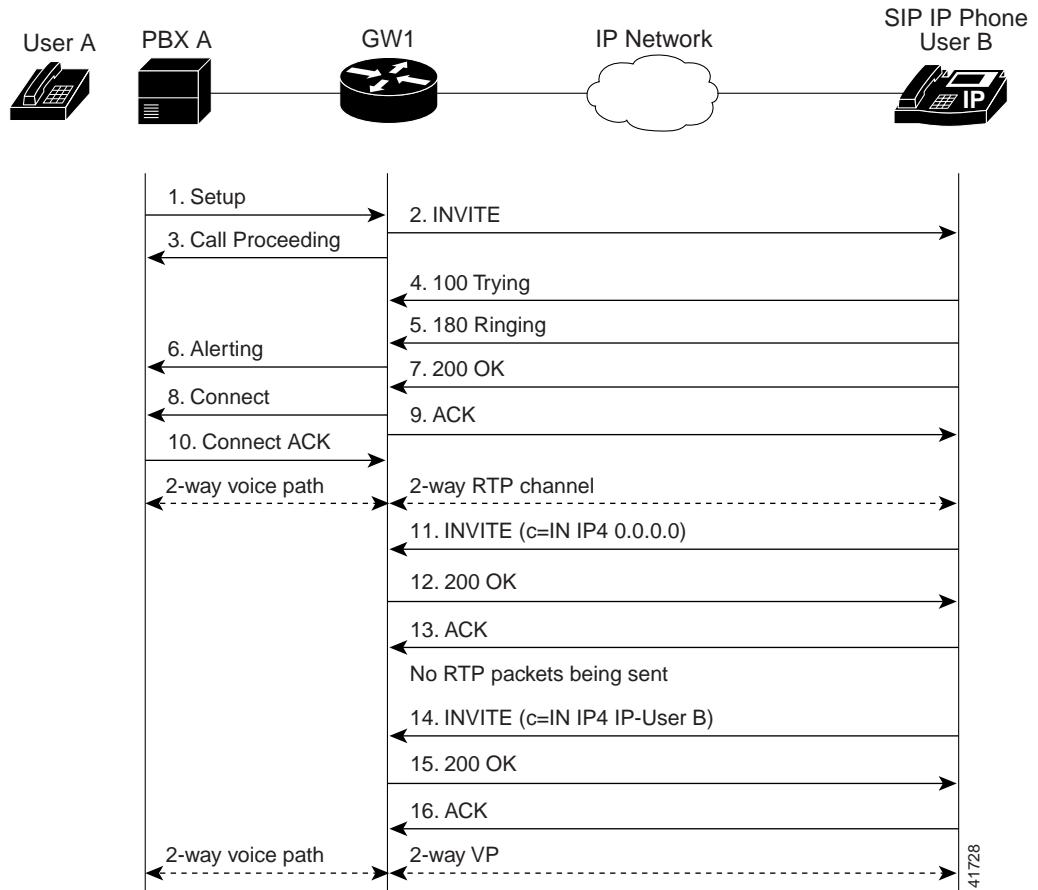 User A
PBX A
GW1
IP Network
SIP IP Phone
User B
IP
1. Setup
2. INVITE
3. Call Proceeding
4. 100 Trying
5. 180 Ringing
6. Alerting
7. 200 OK
8. Connect
9. ACK
10. Connect ACK
2-way voice path
2-way RTP channel
11. INVITE (c=IN IP4 0.0.0.0)
12. 200 OK
13. ACK
No RTP packets being sent
14. INVITE (c=IN IP4 IP-User B)
15. 200 OK
16. ACK
2-way voice path
2-way VP
41728